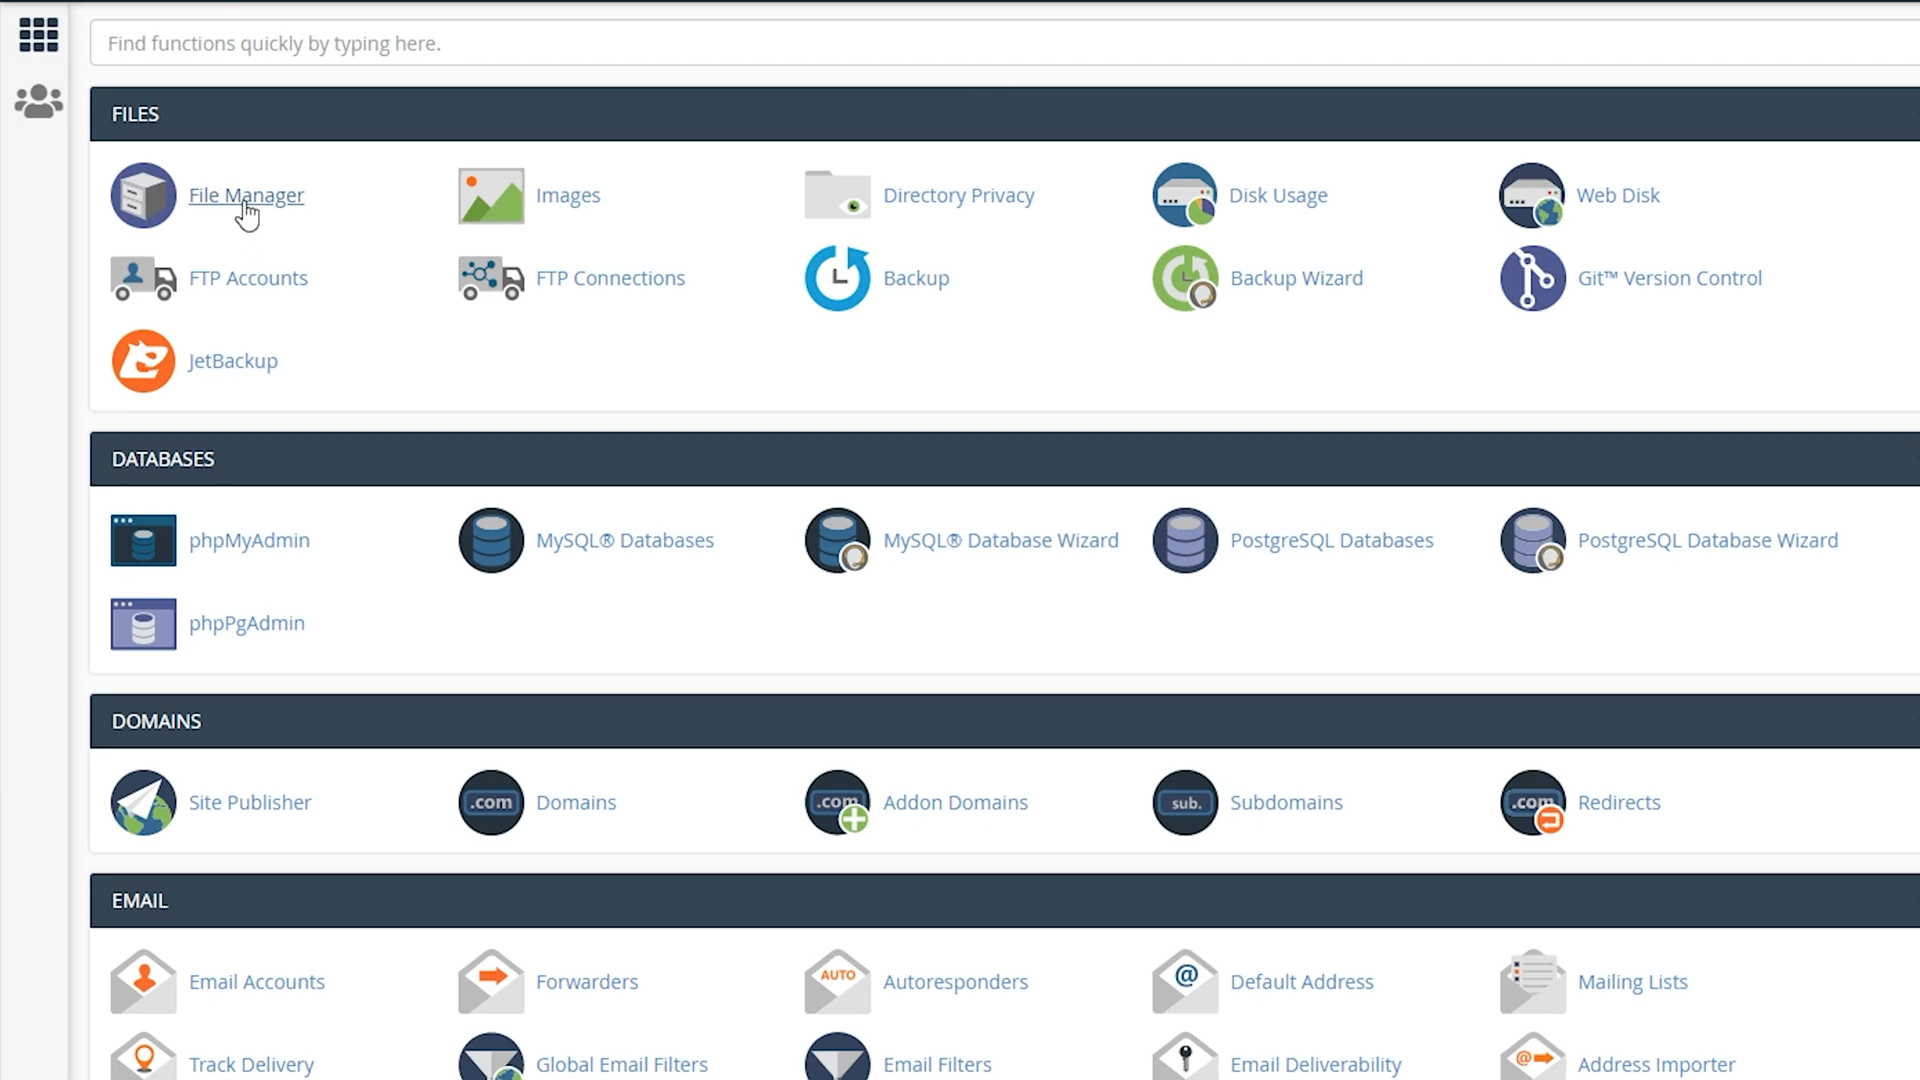 Find functions quickly by typing here.
FILES
File Manager
Images
Directory Privacy
Disk Usage
Web Disk
FTP Accounts
FTP Connections
Backup
Backup Wizard
Git™ Version Control
JetBackup
DATABASES
phpMyAdmin
MySQL® Databases
MySQL® Database Wizard
PostgreSQL Databases
PostgreSQL Database Wizard
phpPgAdmin
DOMAINS
Site Publisher
.com
Domains
.com
Addon Domains
sub.
Subdomains
.com
Redirects
EMAIL
Email Accounts
Forwarders
AUTO
Autoresponders
@
Default Address
Mailing Lists
Track Delivery
Global Email Filters
Email Filters
Email Deliverability
@
Address Importer